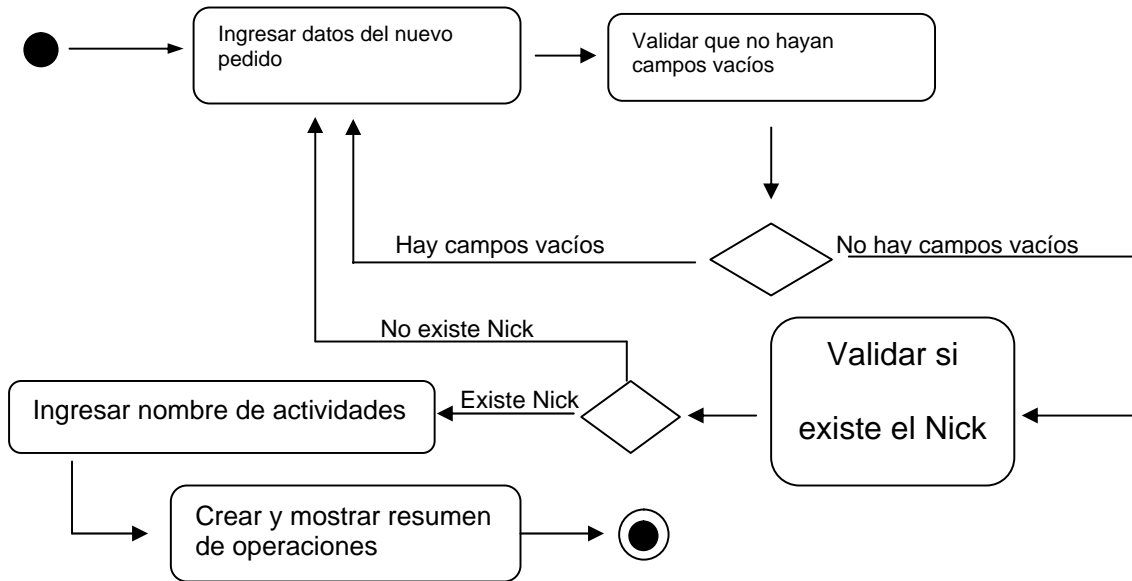 Ingresar datos del nuevo
pedido
Validar que no hayan
campos vacíos
Hay campos vacíos
No hay campos vacíos
No existe Nick
Validar si
existe el Nick
Existe Nick
Ingresar nombre de actividades
Crear y mostrar resumen
de operaciones